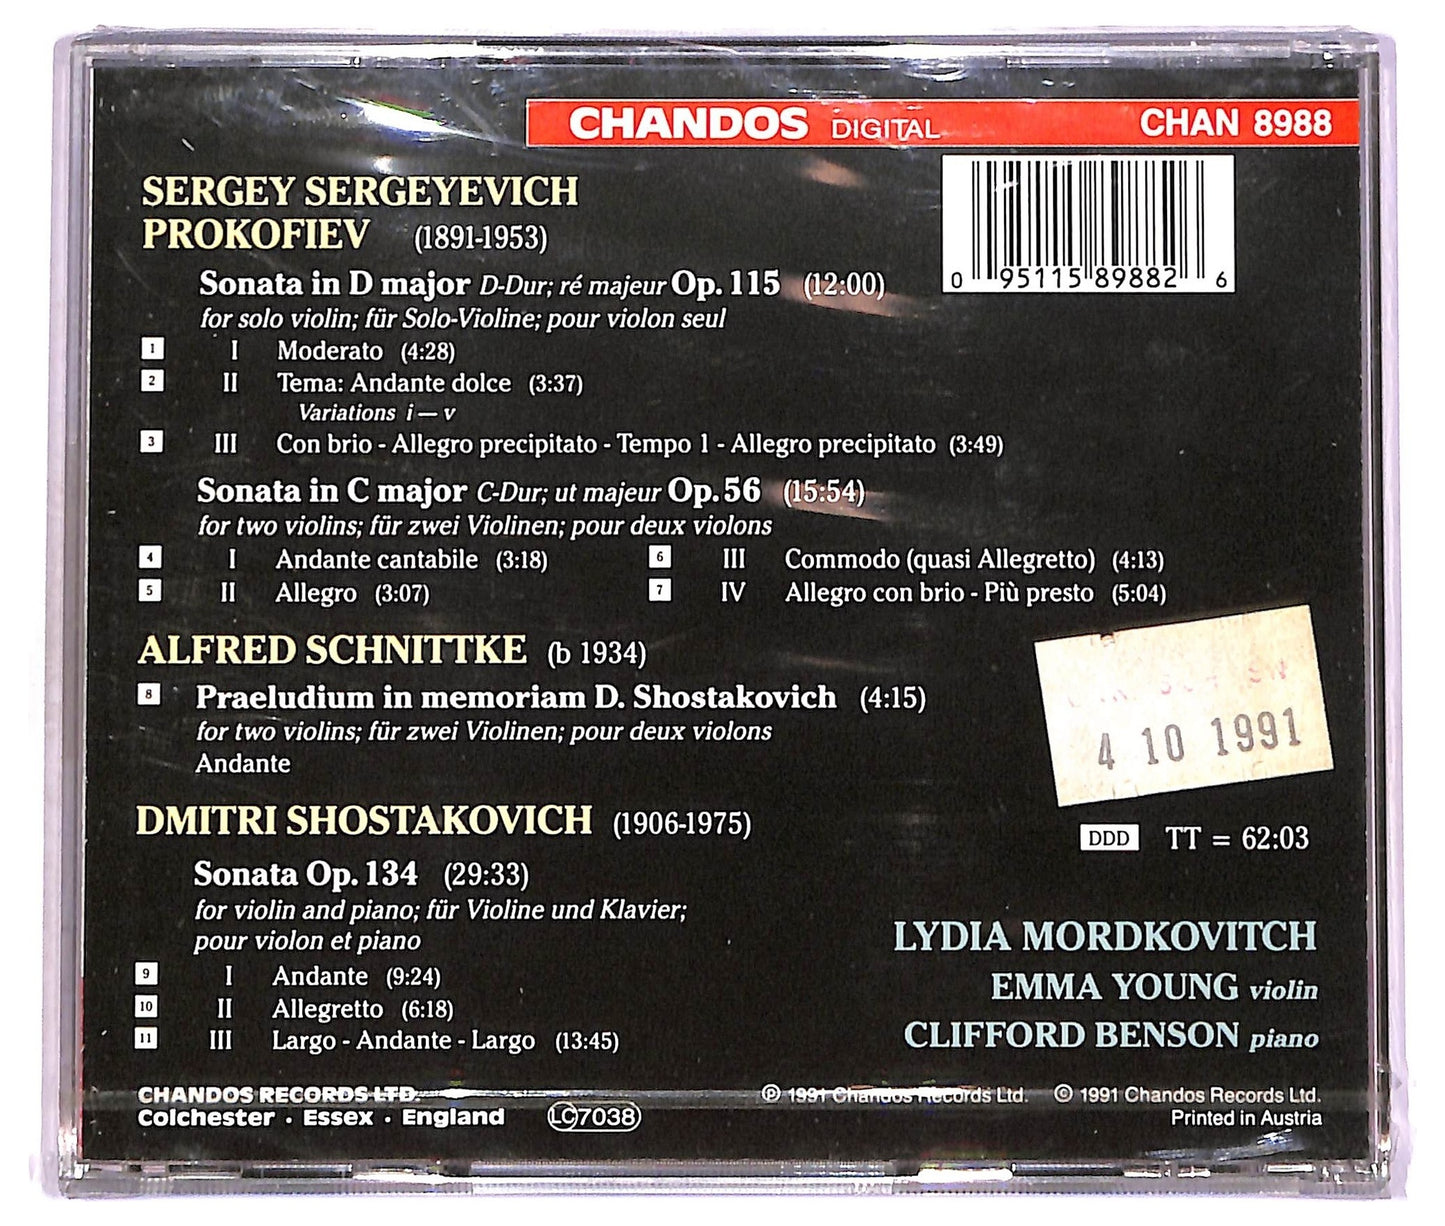 CHANDOS DIGITAL CHAN 8988
0 95115 89882 6
SERGEY SERGEYEVICH
PROKOFIEV (1891-1953)
Sonata in D major D-Dur; ré majeur Op. 115 (12:00)
for solo violin; für Solo-Violine; pour violon seul
1 I Moderato (4:28)
2 II Tema: Andante dolce (3:37)
Variations i — v
3 III Con brio - Allegro precipitato - Tempo 1 - Allegro precipitato (3:49)
Sonata in C major C-Dur; ut majeur Op. 56 (15:54)
for two violins; für zwei Violinen; pour deux violons
4 I Andante cantabile (3:18)
5 II Allegro (3:07)
6 III Commodo (quasi Allegretto) (4:13)
7 IV Allegro con brio - Più presto (5:04)
ALFRED SCHNITTKE (b 1934)
8 Praeludium in memoriam D. Shostakovich (4:15)
for two violins; für zwei Violinen; pour deux violons
Andante
4 10 1991
DMITRI SHOSTAKOVICH (1906-1975)
Sonata Op. 134 (29:33)
for violin and piano; für Violine und Klavier;
pour violon et piano
9 I Andante (9:24)
10 II Allegretto (6:18)
11 III Largo - Andante - Largo (13:45)
DDD TT = 62:03
LYDIA MORDKOVITCH
EMMA YOUNG violin
CLIFFORD BENSON piano
CHANDOS RECORDS LTD.
Colchester · Essex · England
LC7038
℗ 1991 Chandos Records Ltd. © 1991 Chandos Records Ltd.
Printed in Austria